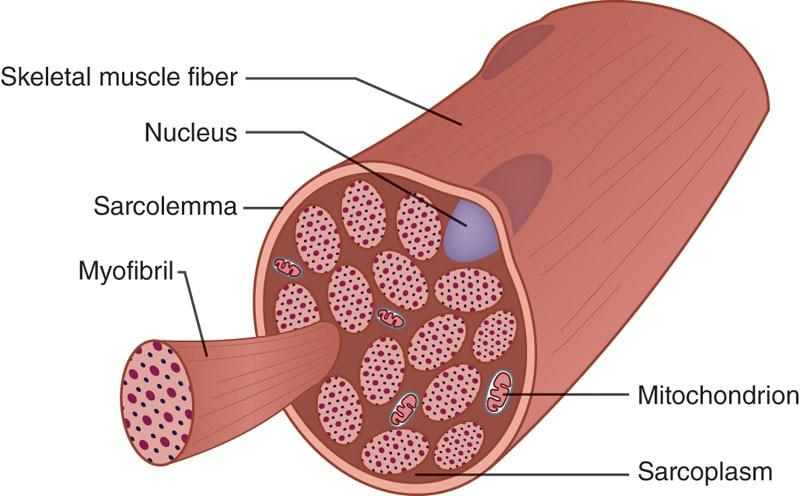 Skeletal muscle fiber
Nucleus
Sarcolemma
Myofibril
Mitochondrion
Sarcoplasm